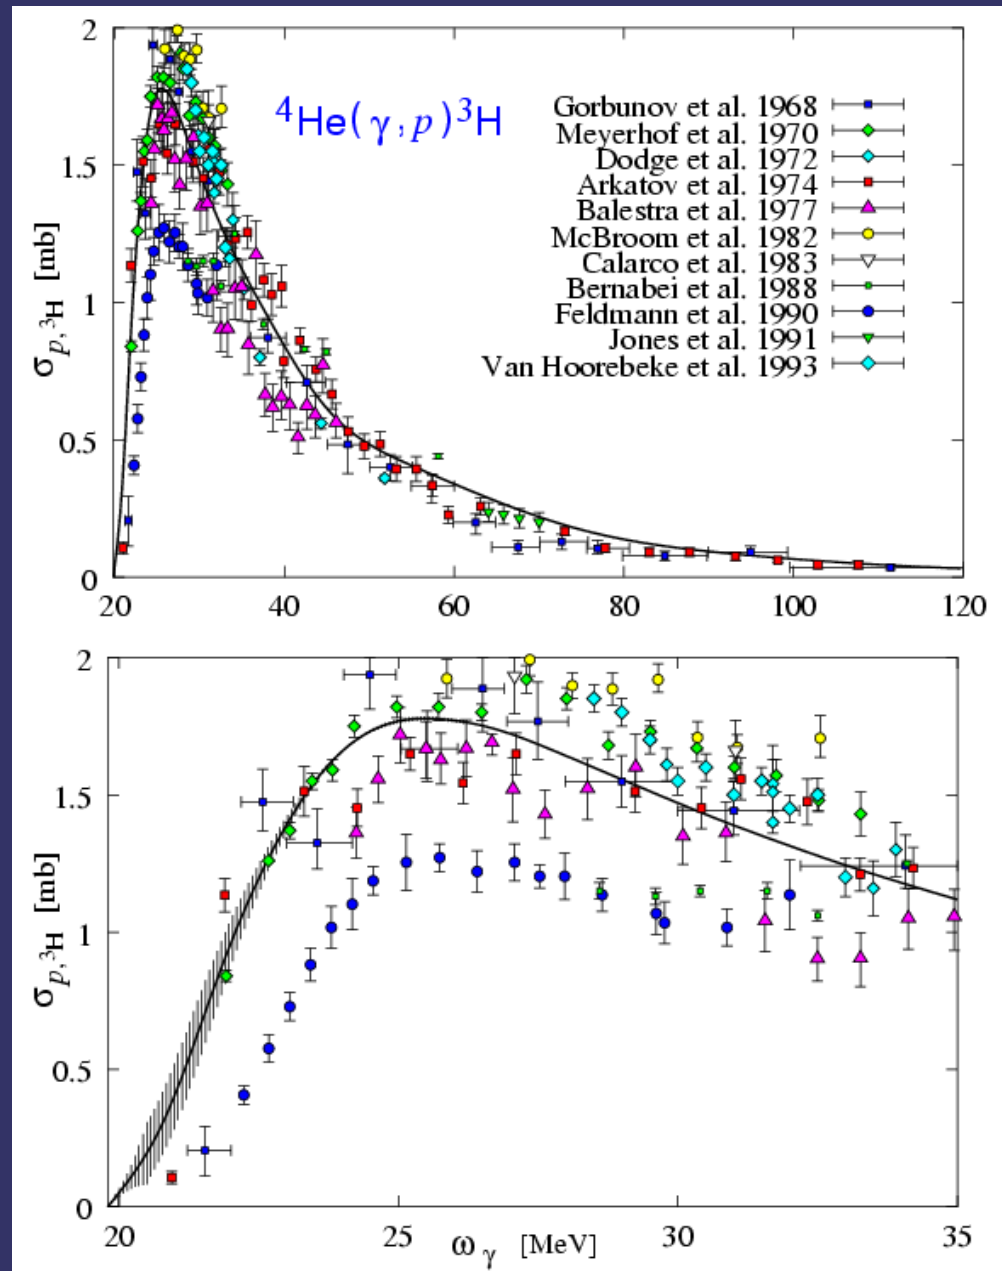 ⁴He(γ,p)³H
Gorbunov et al. 1968
Meyerhof et al. 1970
Dodge et al. 1972
Arkatov et al. 1974
Balestra et al. 1977
McBroom et al. 1982
Calarco et al. 1983
Bernabei et al. 1988
Feldmann et al. 1990
Jones et al. 1991
Van Hoorebeke et al. 1993
σp,³H [mb]
2
1.5
1
0.5
0
20 40 60 80 100 120
σp,³H [mb]
2
1.5
1
0.5
0
20 25 30 35
ωγ [MeV]